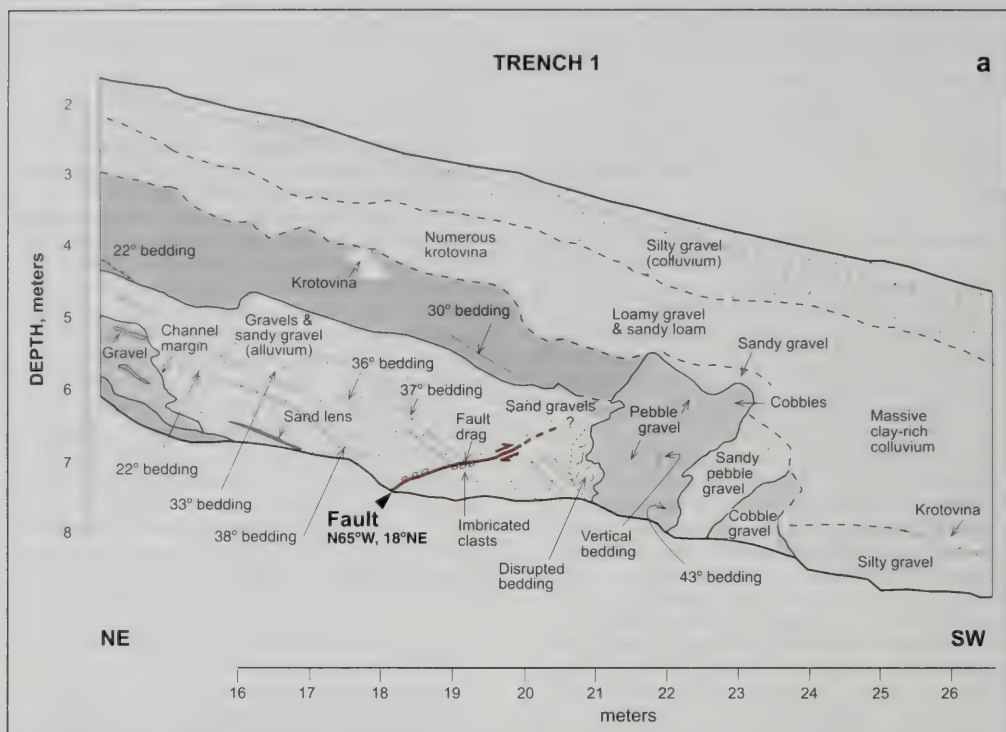 TRENCH 1
a
DEPTH, meters
2
3
4
5
6
7
8
22° bedding
Krotovina
Numerous
krotovina
Silty gravel
(colluvium)
30° bedding
Loamy gravel
& sandy loam
Gravel
Channel
margin
Gravels &
sandy gravel
(alluvium)
36° bedding
37° bedding
Sand gravels
?
Sandy gravel
Cobbles
Pebble
gravel
Massive
clay-rich
colluvium
Sand lens
Fault
drag
22° bedding
33° bedding
38° bedding
Fault
N65°W, 18°NE
Imbricated
clasts
Disrupted
bedding
Vertical
bedding
43° bedding
Sandy
pebble
gravel
Cobble
gravel
Krotovina
Silty gravel
NE
SW
16 17 18 19 20 21 22 23 24 25 26
meters